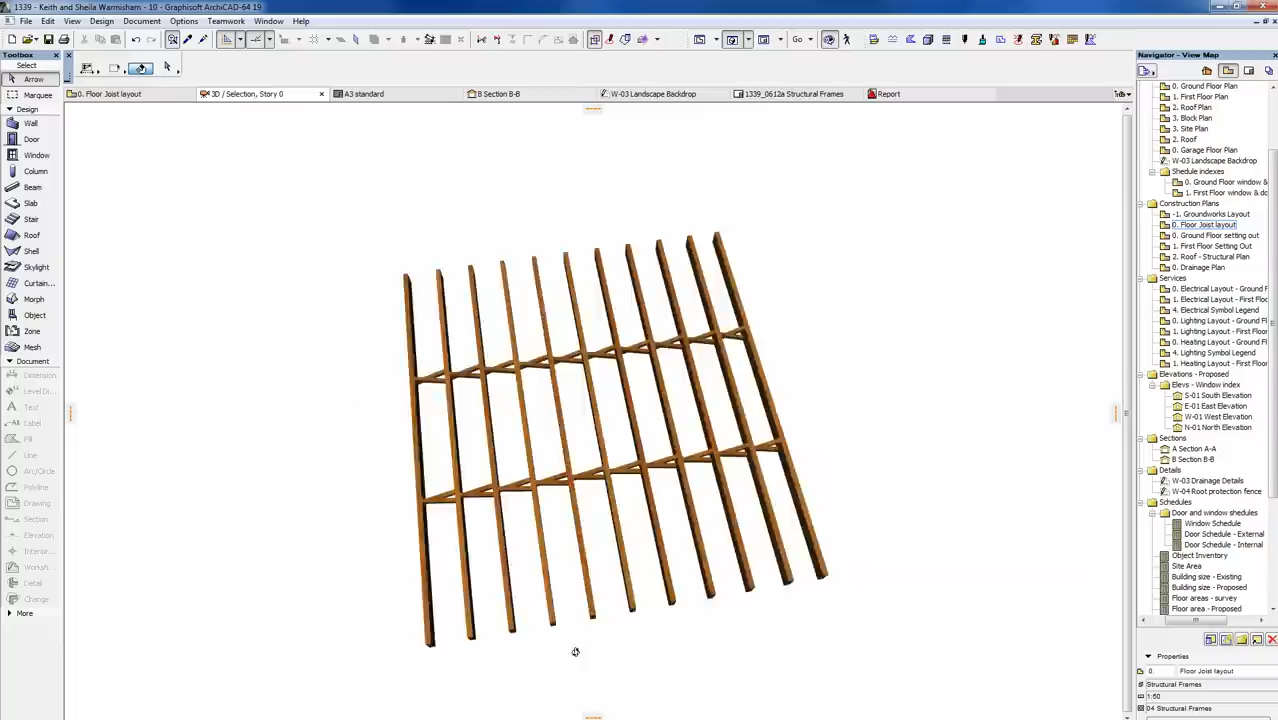 1339 - Keith and Sheila Warmisham - 10 - Graphisoft ArchiCAD-64 19
File Edit View Design Document Options Teamwork Window Help
Go
Toolbox
Select
Arrow
Marquee
Design
Wall
Door
Window
Column
Beam
Slab
Stair
Roof
Shell
Skylight
Curtain...
Morph
Object
Zone
Mesh
Document
Dimension
Level Di...
Text
Label
Fill
Line
Arc/Circle
Polyline
Drawing
Section
Elevation
Interior...
Worksh...
Detail
Change
More
0. Floor Joist layout
3D / Selection, Story 0
A3 standard
B Section B-B
W-03 Landscape Backdrop
1339_0612a Structural Frames
Report
Navigator - View Map
0. Ground Floor Plan
1. First Floor Plan
2. Roof Plan
3. Block Plan
3. Site Plan
2. Roof
0. Garage Floor Plan
W-03 Landscape Backdrop
Shedule indexes
0. Ground Floor window &
1. First Floor window & dc
Construction Plans
-1. Groundworks Layout
0. Floor Joist layout
0. Ground Floor setting out
1. First Floor Setting Out
2. Roof - Structural Plan
0. Drainage Plan
Services
0. Electrical Layout - Ground F
1. Electrical Layout - First Floo
4. Electrical Symbol Legend
0. Lighting Layout - Ground Fl
1. Lighting Layout - First Floor
0. Heating Layout - Ground F
4. Lighting Symbol Legend
1. Heating Layout - First Floor
Elevations - Proposed
Elevs - Window index
S-01 South Elevation
E-01 East Elevation
W-01 West Elevation
N-01 North Elevation
Sections
A Section A-A
B Section B-B
Details
W-03 Drainage Details
W-04 Root protection fence
Schedules
Door and window shedules
Window Schedule
Door Schedule - External
Door Schedule - Internal
Object Inventory
Site Area
Building size - Existing
Building size - Proposed
Floor areas - survey
Floor area - Proposed
Properties
0. Floor Joist layout
Structural Frames
1:50
04 Structural Frames